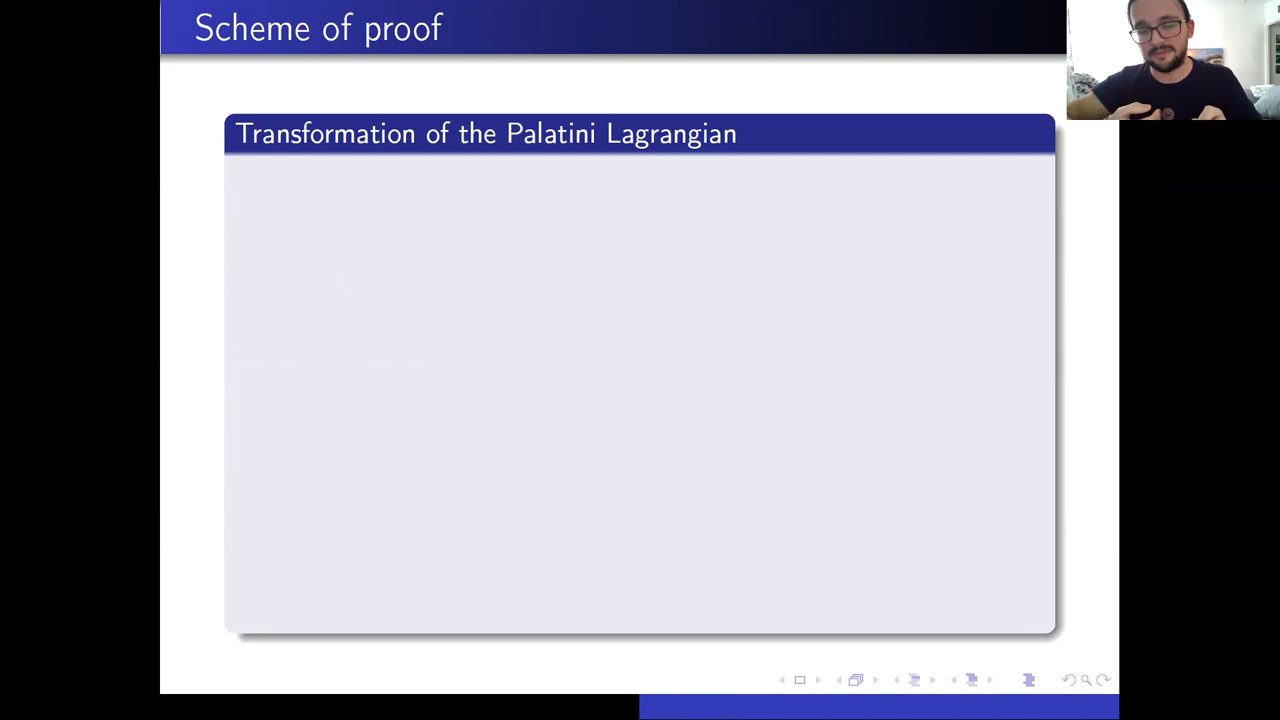 Scheme of proof
Transformation of the Palatini Lagrangian